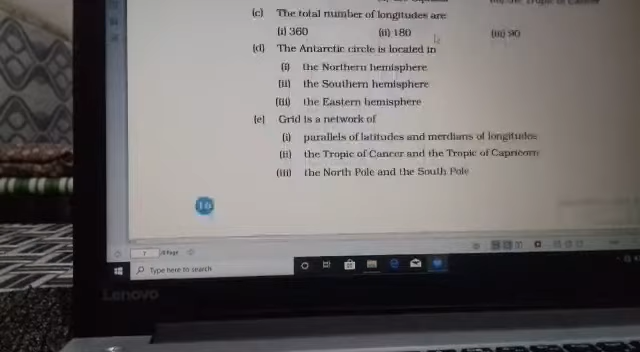 (c) The total number of longitudes are
(i) 360 (ii) 180 (iii) 90
(d) The Antarctic circle is located in
(i) the Northern hemisphere
(ii) the Southern hemisphere
(iii) the Eastern hemisphere
(e) Grid is a network of
(i) parallels of latitudes and merdians of longitudes
(ii) the Tropic of Cancer and the Tropic of Capricorn
(iii) the North Pole and the South Pole
16
Type here to search
Lenovo